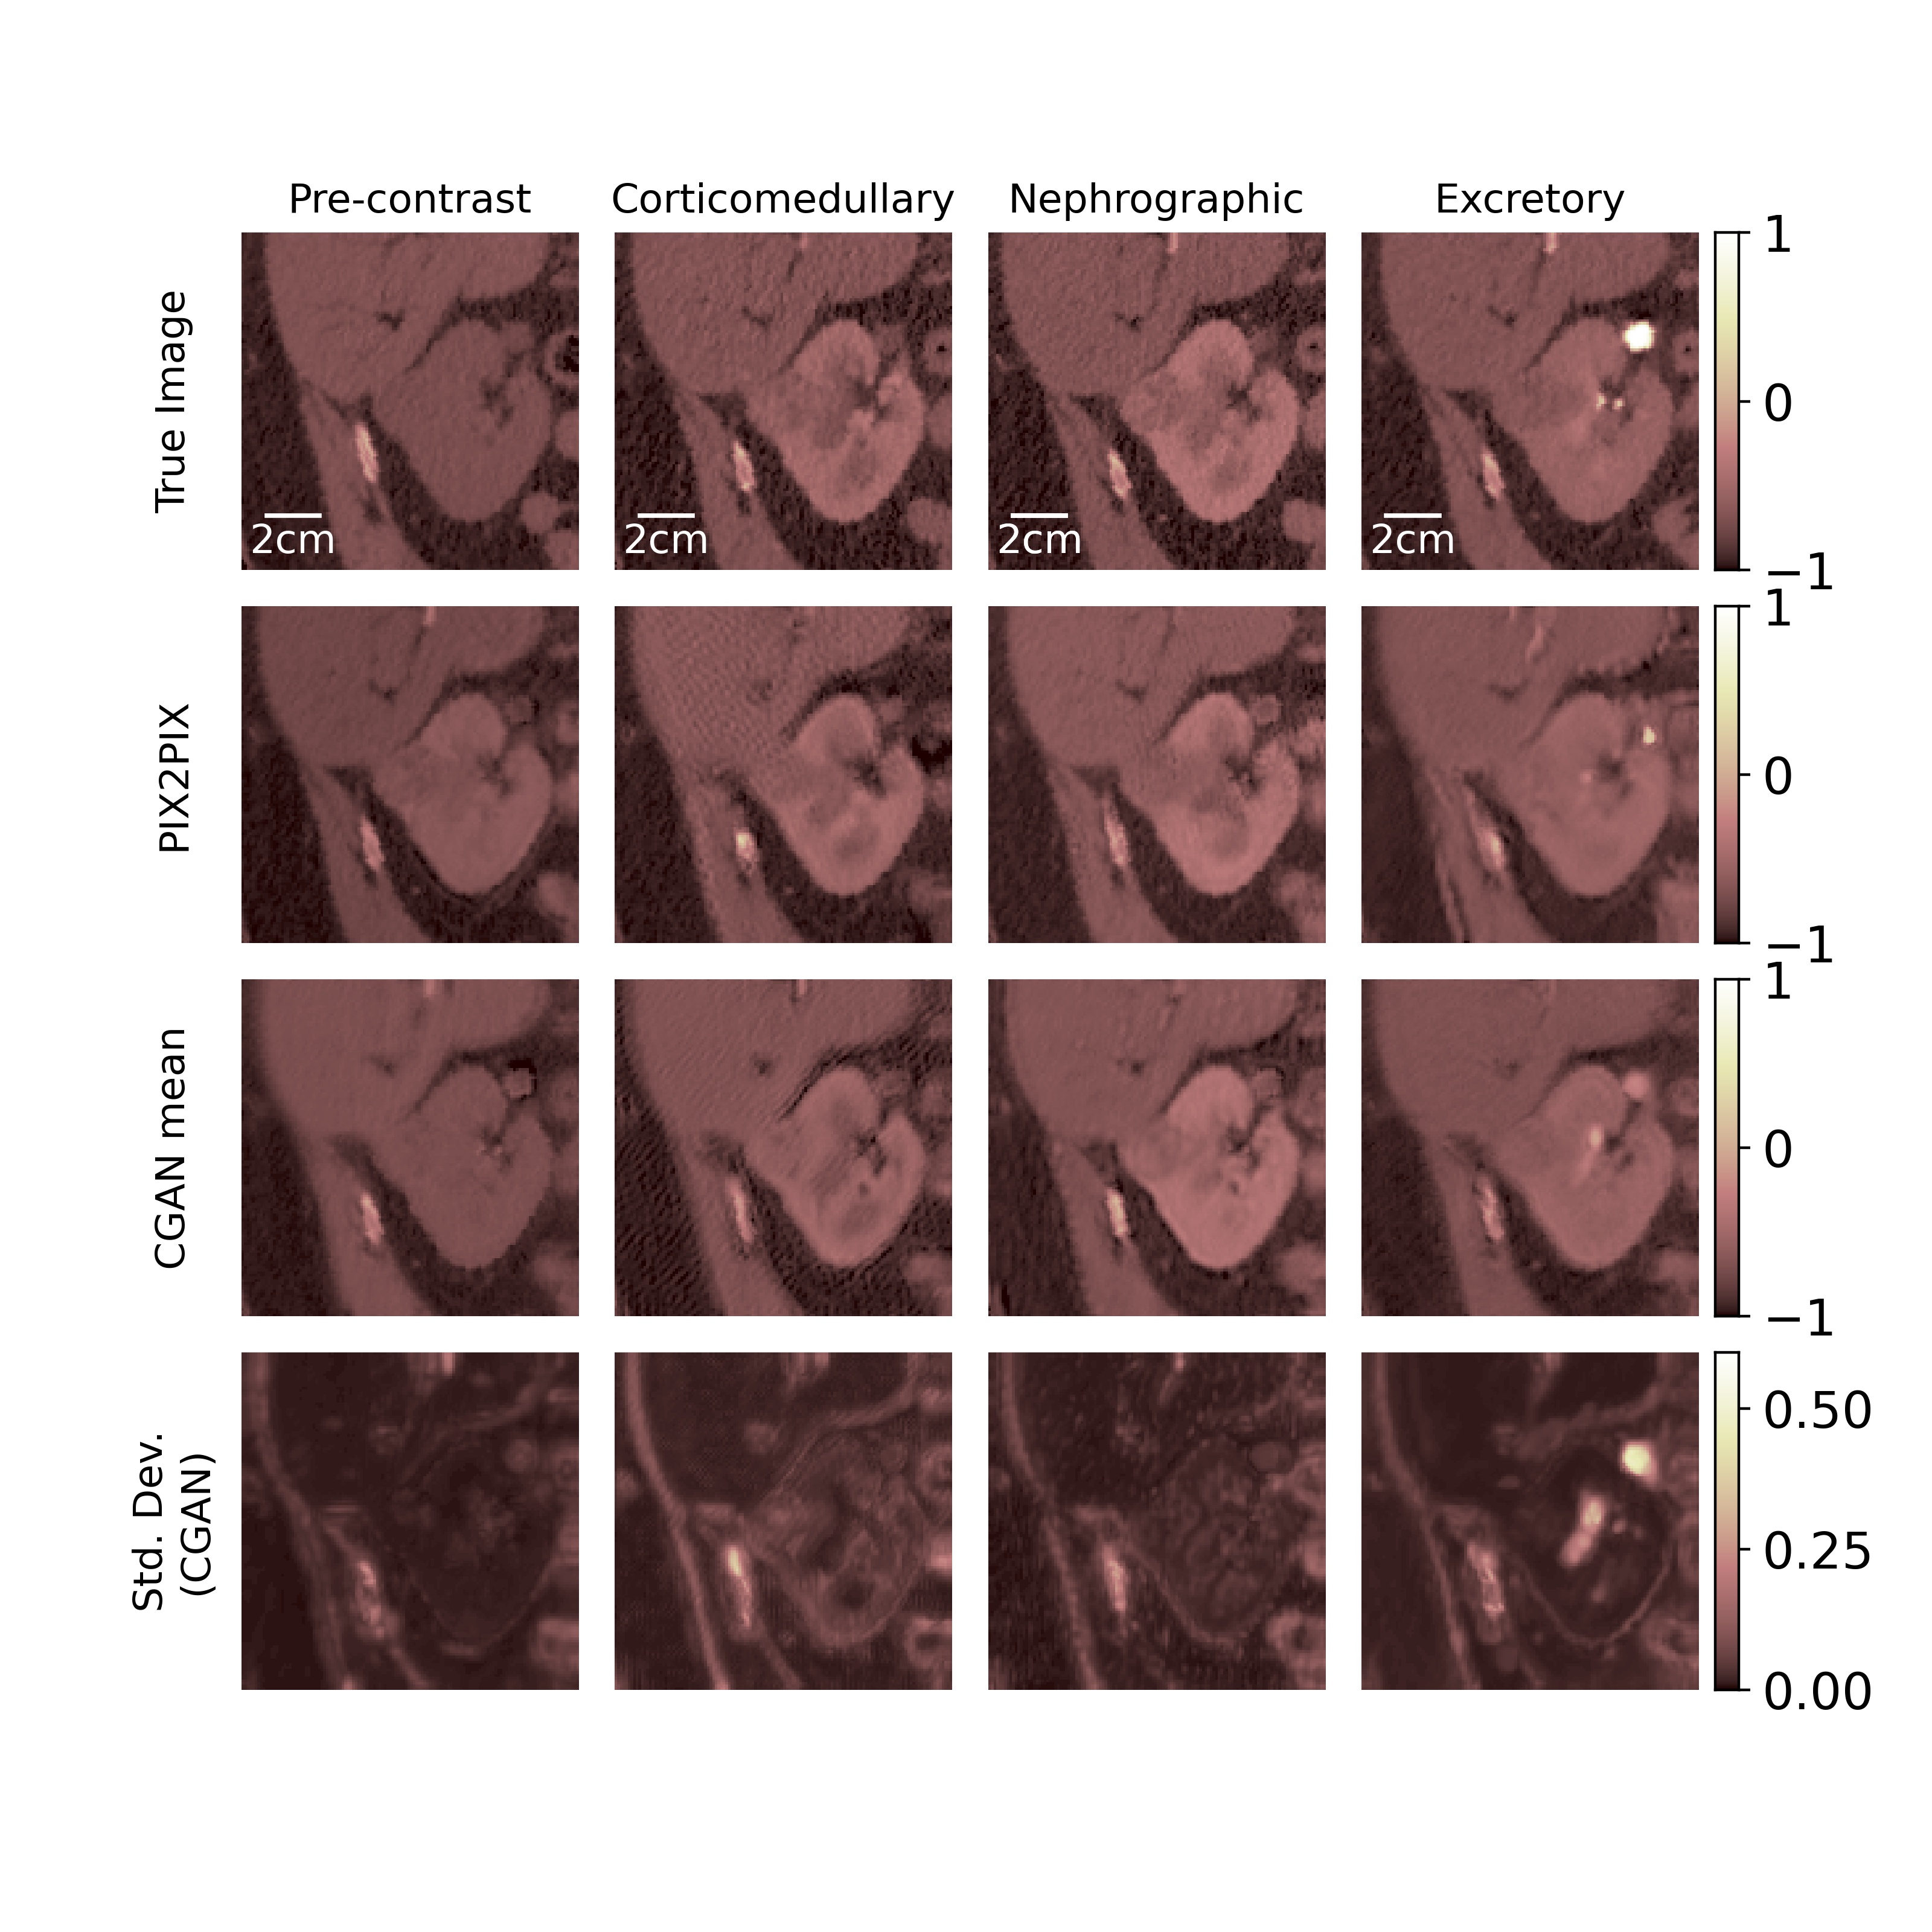 Pre-contrast Corticomedullary Nephrographic Excretory
True Image
2cm 2cm 2cm 2cm
1
0
−1
PIX2PIX
1
0
−1
CGAN mean
1
0
−1
Std. Dev.
(CGAN)
0.50
0.25
0.00